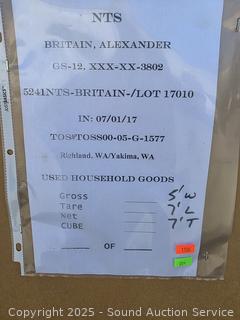 NTS
BRITAIN, ALEXANDER
GS-12, XXX-XX-3802
5241NTS-BRITAIN-/LOT 17010
IN: 07/01/17
TOS#TOSS00-05-G-1577
Richland, WA/Yakima, WA
USED HOUSEHOLD GOODS
Gross 5' W
Tare 7' L
Net 7' T
CUBE
OF
Copyright © 2025 - Sound Auction Service